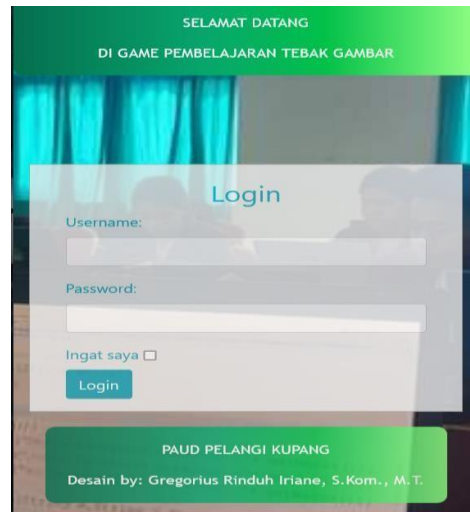 SELAMAT DATANG
DI GAME PEMBELAJARAN TEBAK GAMBAR
Login
Username:
Password:
Ingat saya
Login
PAUD PELANGI KUPANG
Desain by: Gregorius Rinduh Iriane, S.Kom., M.T.